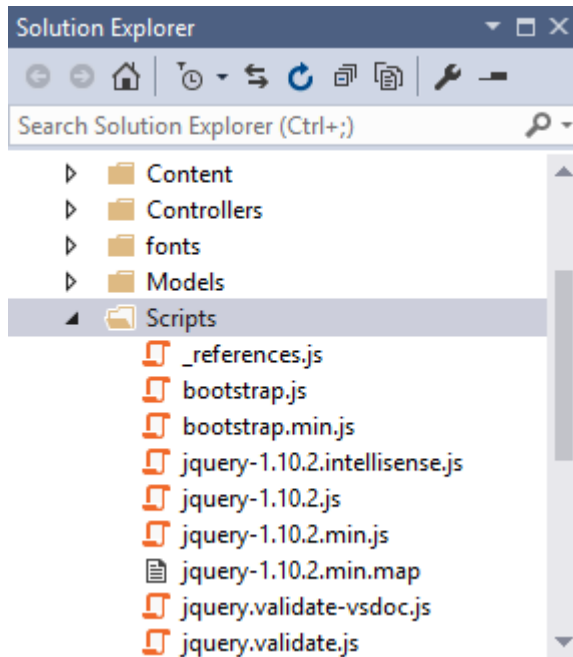 Solution Explorer
Search Solution Explorer (Ctrl+;)
Content
Controllers
fonts
Models
Scripts
_references.js
bootstrap.js
bootstrap.min.js
jquery-1.10.2.intellisense.js
jquery-1.10.2.js
jquery-1.10.2.min.js
jquery-1.10.2.min.map
jquery.validate-vsdoc.js
jquery.validate.js